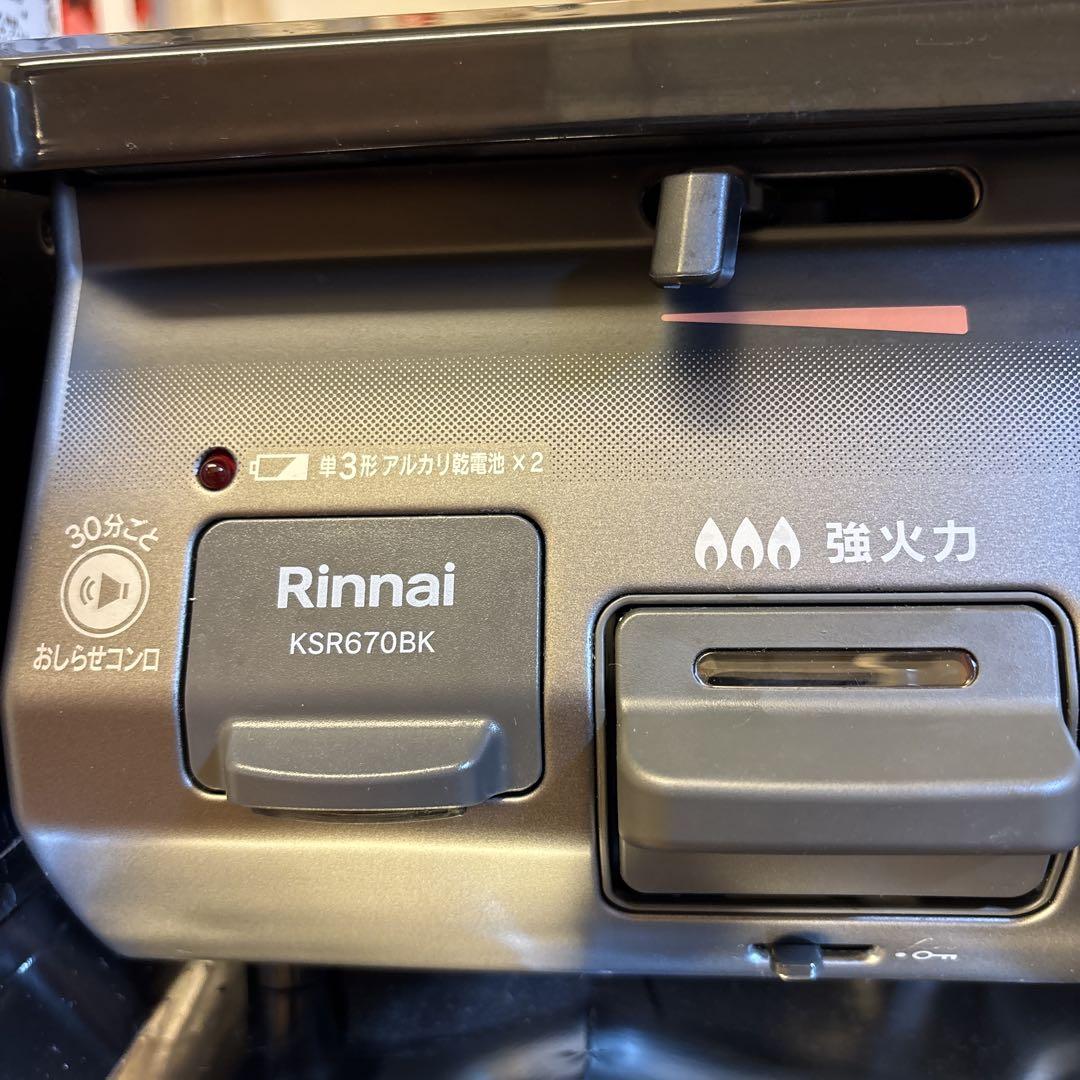 単3形アルカリ乾電池×2
30分ごと
おしらせコンロ
Rinnai
KSR670BK
強火力